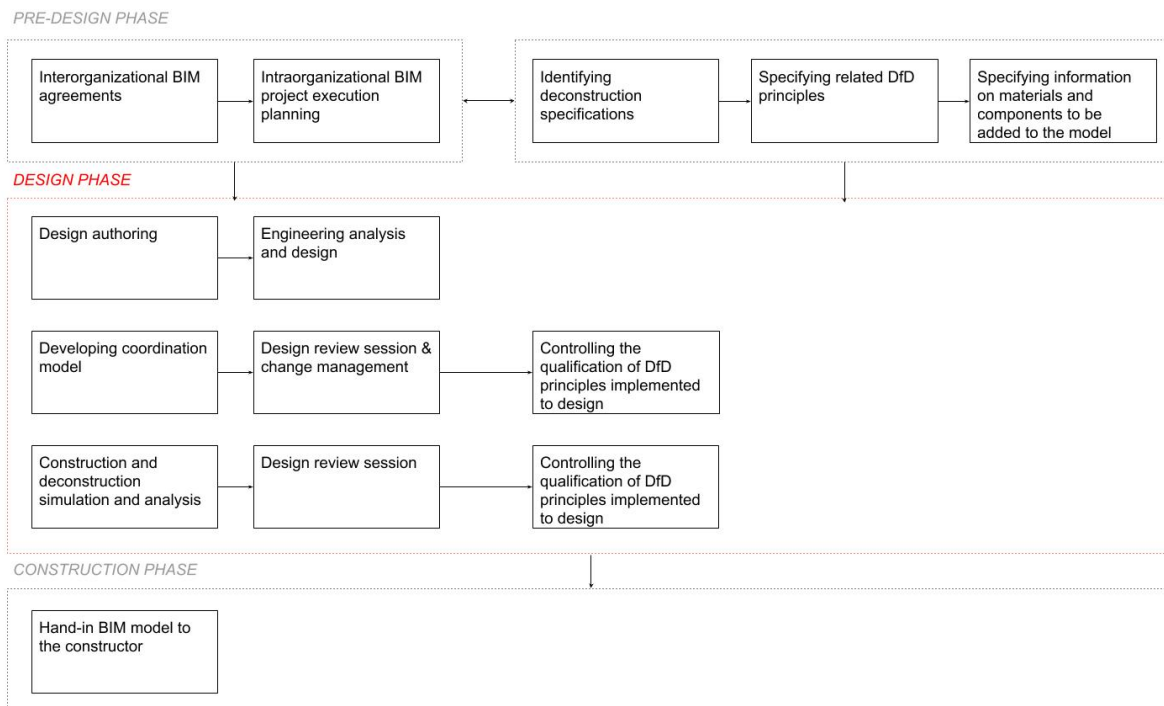 PRE-DESIGN PHASE
Interorganizational BIM
agreements
Intraorganizational BIM
project execution
planning
Identifying
deconstruction
specifications
Specifying related DfD
principles
Specifying information
on materials and
components to be
added to the model
DESIGN PHASE
Design authoring
Engineering analysis
and design
Developing coordination
model
Design review session &
change management
Controlling the
qualification of DfD
principles implemented
to design
Construction and
deconstruction
simulation and analysis
Design review session
Controlling the
qualification of DfD
principles implemented
to design
CONSTRUCTION PHASE
Hand-in BIM model to
the constructor